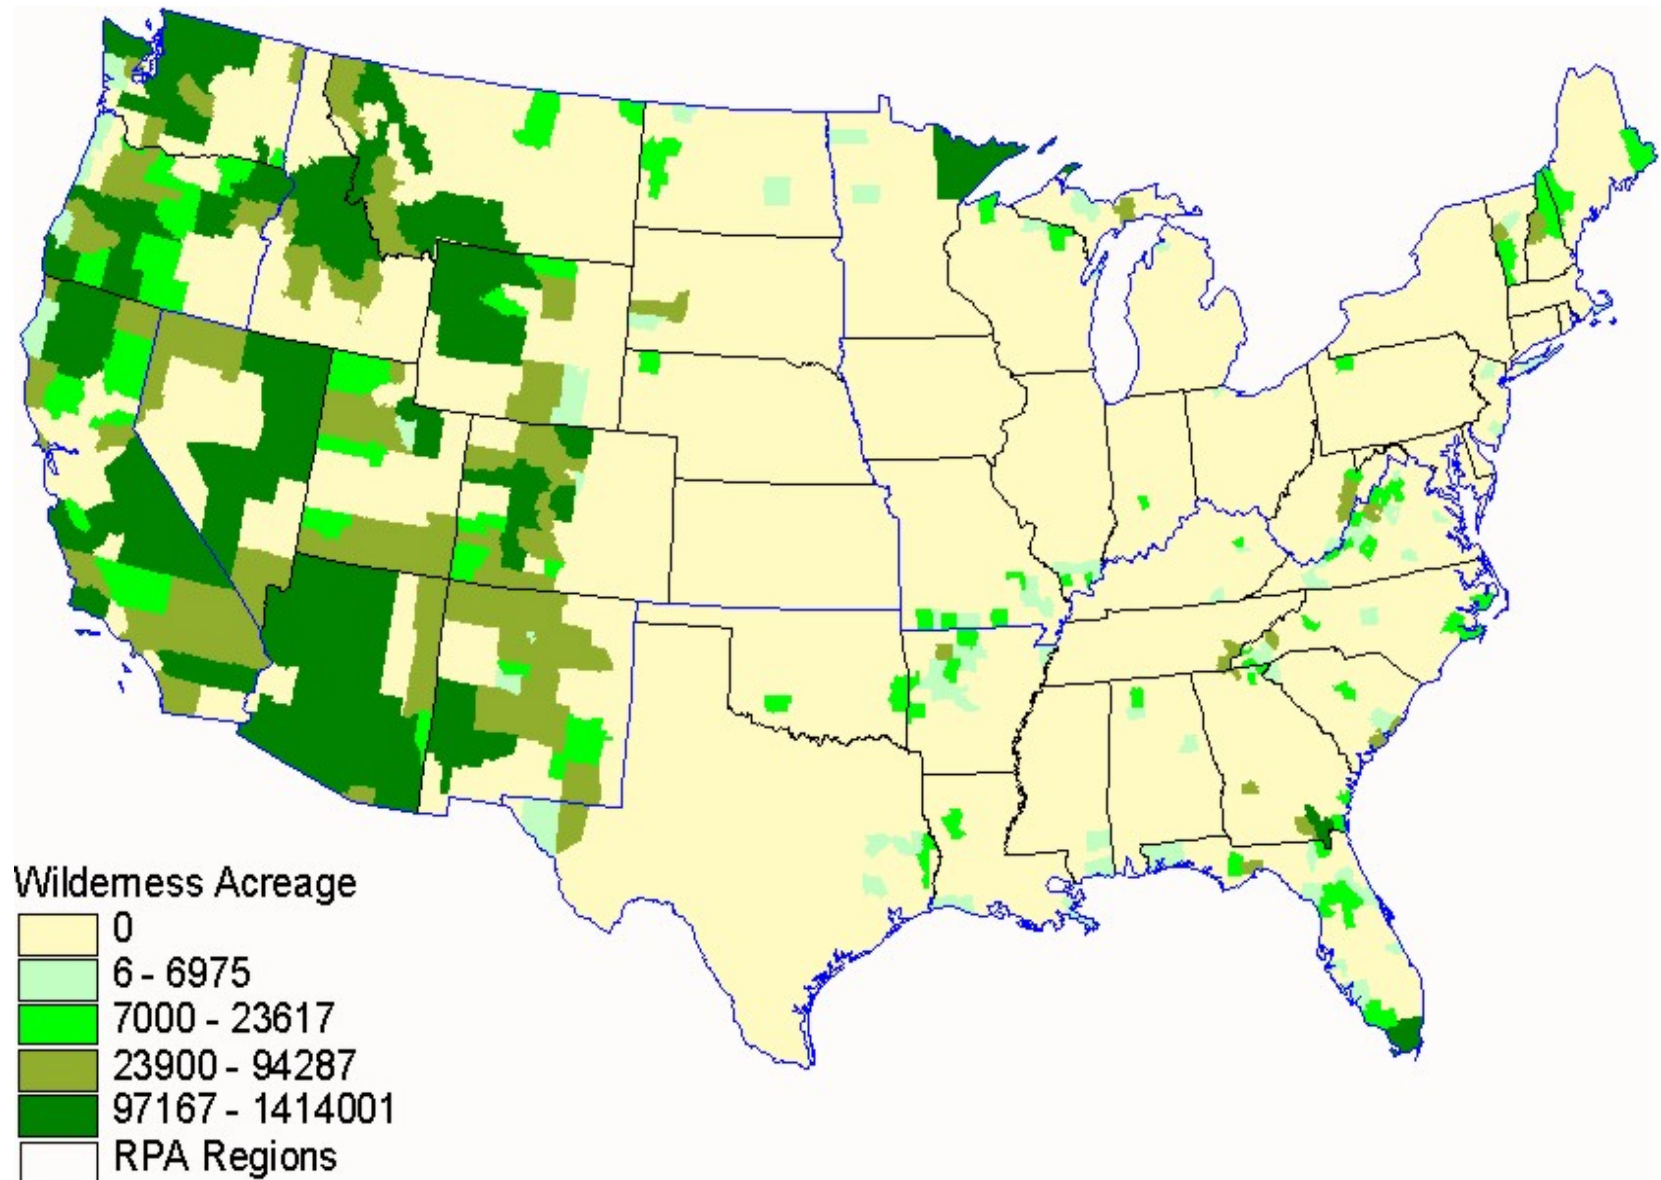 Wilderness Acreage
0
6 - 6975
7000 - 23617
23900 - 94287
97167 - 1414001
RPA Regions